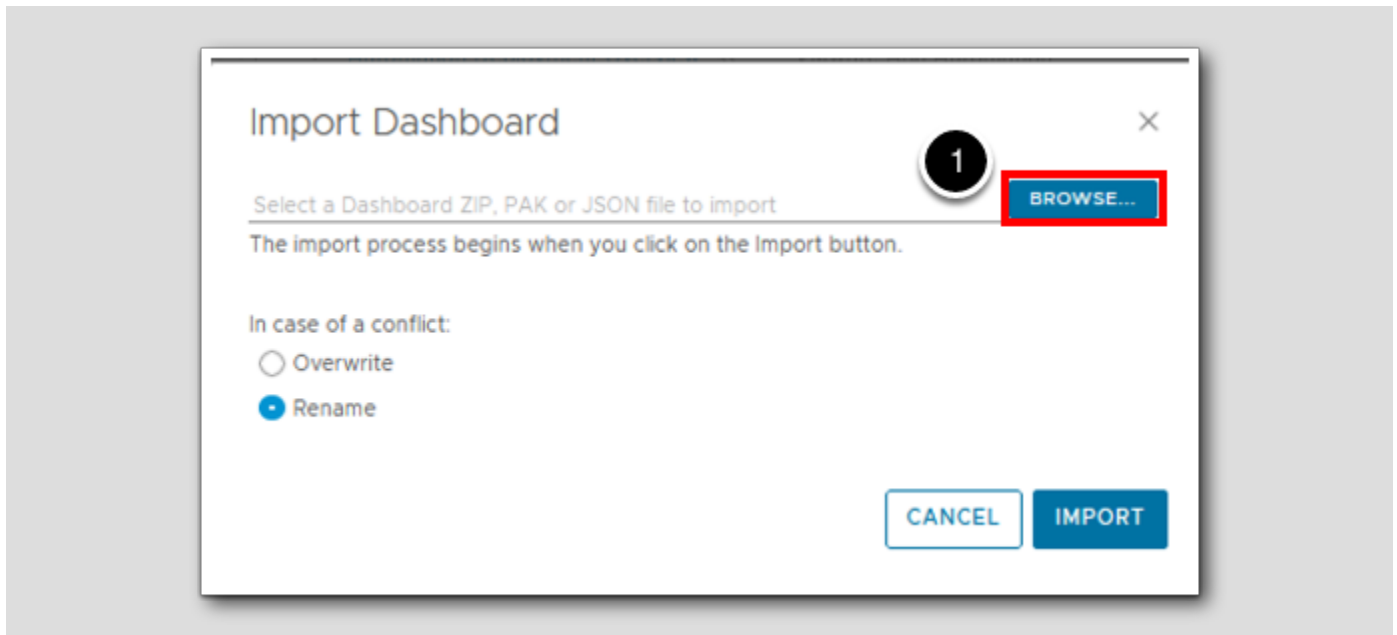 Import Dashboard
1
Select a Dashboard ZIP, PAK or JSON file to import
BROWSE...
The import process begins when you click on the Import button.
In case of a conflict:
Overwrite
Rename
CANCEL
IMPORT